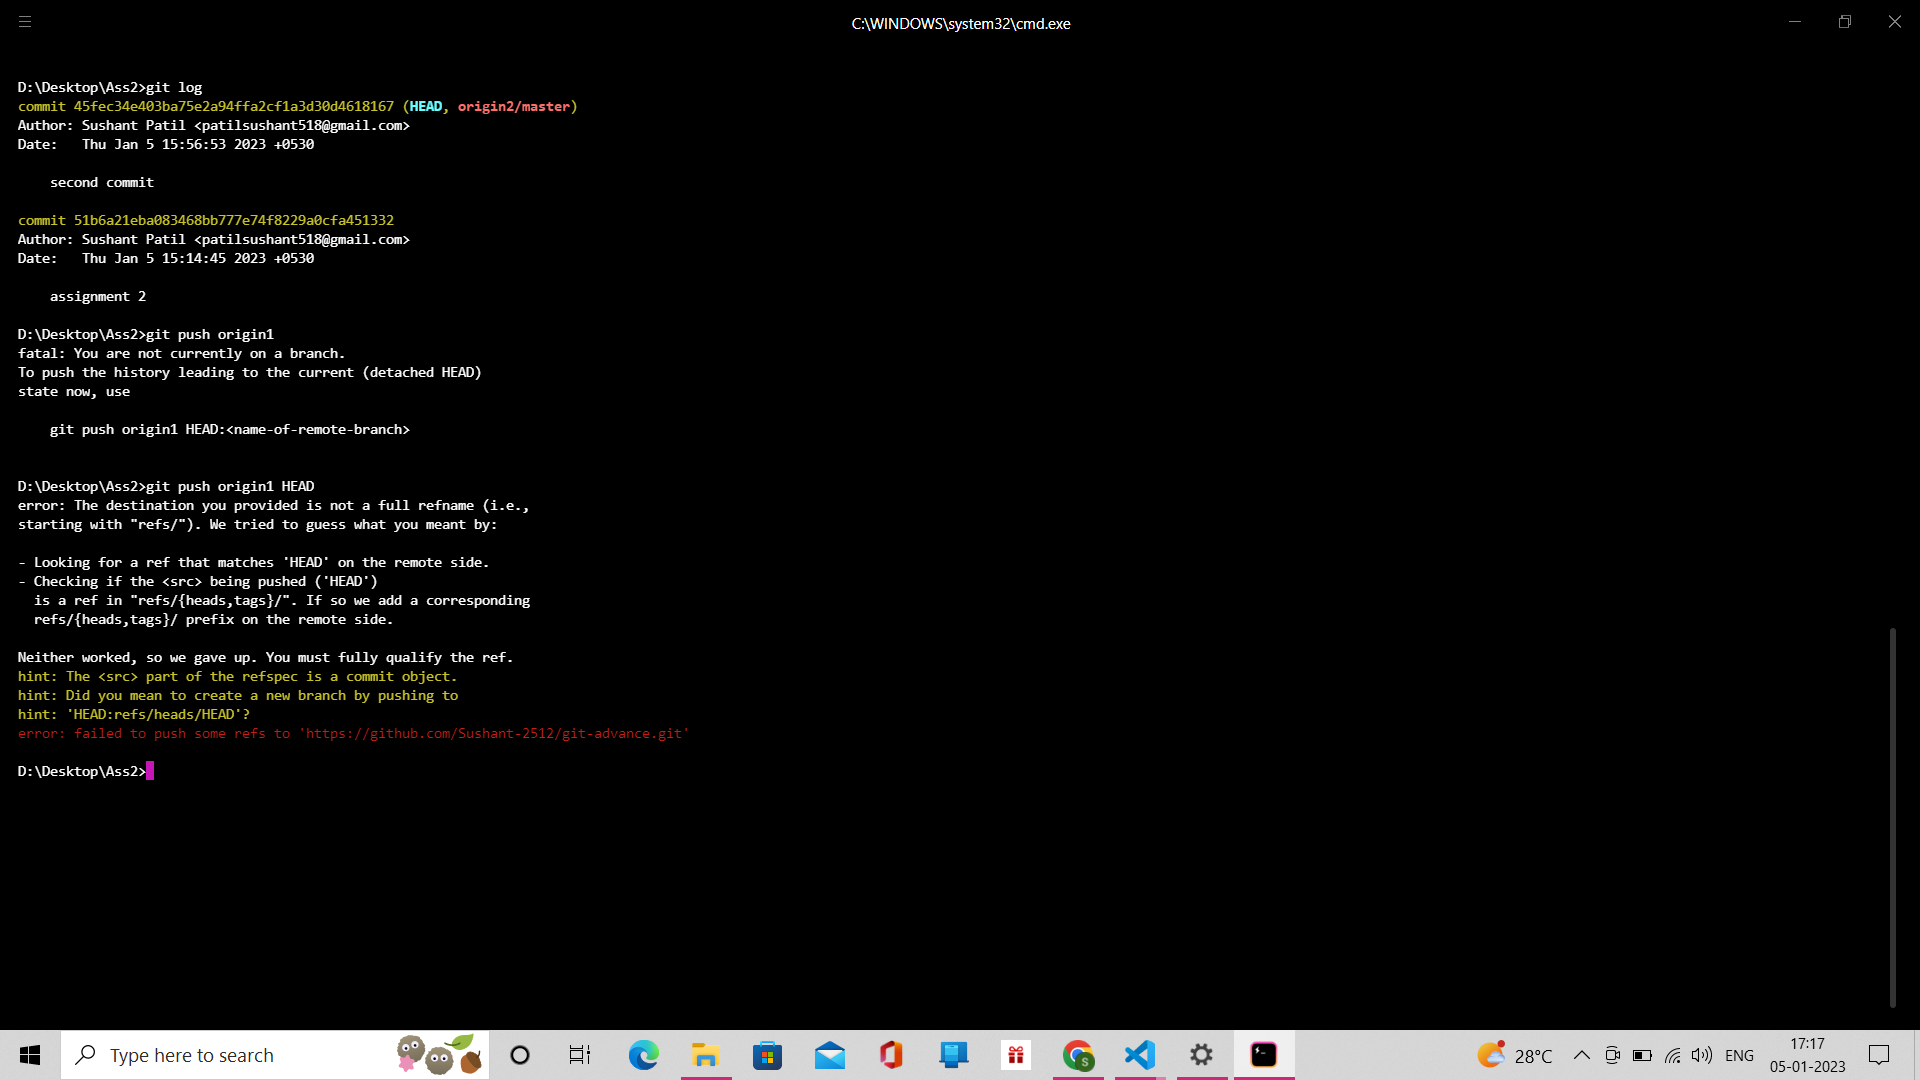 C:\WINDOWS\system32\cmd.exe
D:\Desktop\Ass2>git log
commit 45fec34e403ba75e2a94ffa2cf1a3d30d4618167 (HEAD, origin2/master)
Author: Sushant Patil <patilsushant518@gmail.com>
Date:   Thu Jan 5 15:56:53 2023 +0530
    second commit
commit 51b6a21eba083468bb777e74f8229a0cfa451332
Author: Sushant Patil <patilsushant518@gmail.com>
Date:   Thu Jan 5 15:14:45 2023 +0530
    assignment 2
D:\Desktop\Ass2>git push origin1
fatal: You are not currently on a branch.
To push the history leading to the current (detached HEAD)
state now, use
    git push origin1 HEAD:<name-of-remote-branch>
D:\Desktop\Ass2>git push origin1 HEAD
error: The destination you provided is not a full refname (i.e.,
starting with "refs/"). We tried to guess what you meant by:
- Looking for a ref that matches 'HEAD' on the remote side.
- Checking if the <src> being pushed ('HEAD')
  is a ref in "refs/{heads,tags}/". If so we add a corresponding
  refs/{heads,tags}/ prefix on the remote side.
Neither worked, so we gave up. You must fully qualify the ref.
hint: The <src> part of the refspec is a commit object.
hint: Did you mean to create a new branch by pushing to
hint: 'HEAD:refs/heads/HEAD'?
error: failed to push some refs to 'https://github.com/Sushant-2512/git-advance.git'
D:\Desktop\Ass2>
Type here to search
28°C
ENG
17:17
05-01-2023